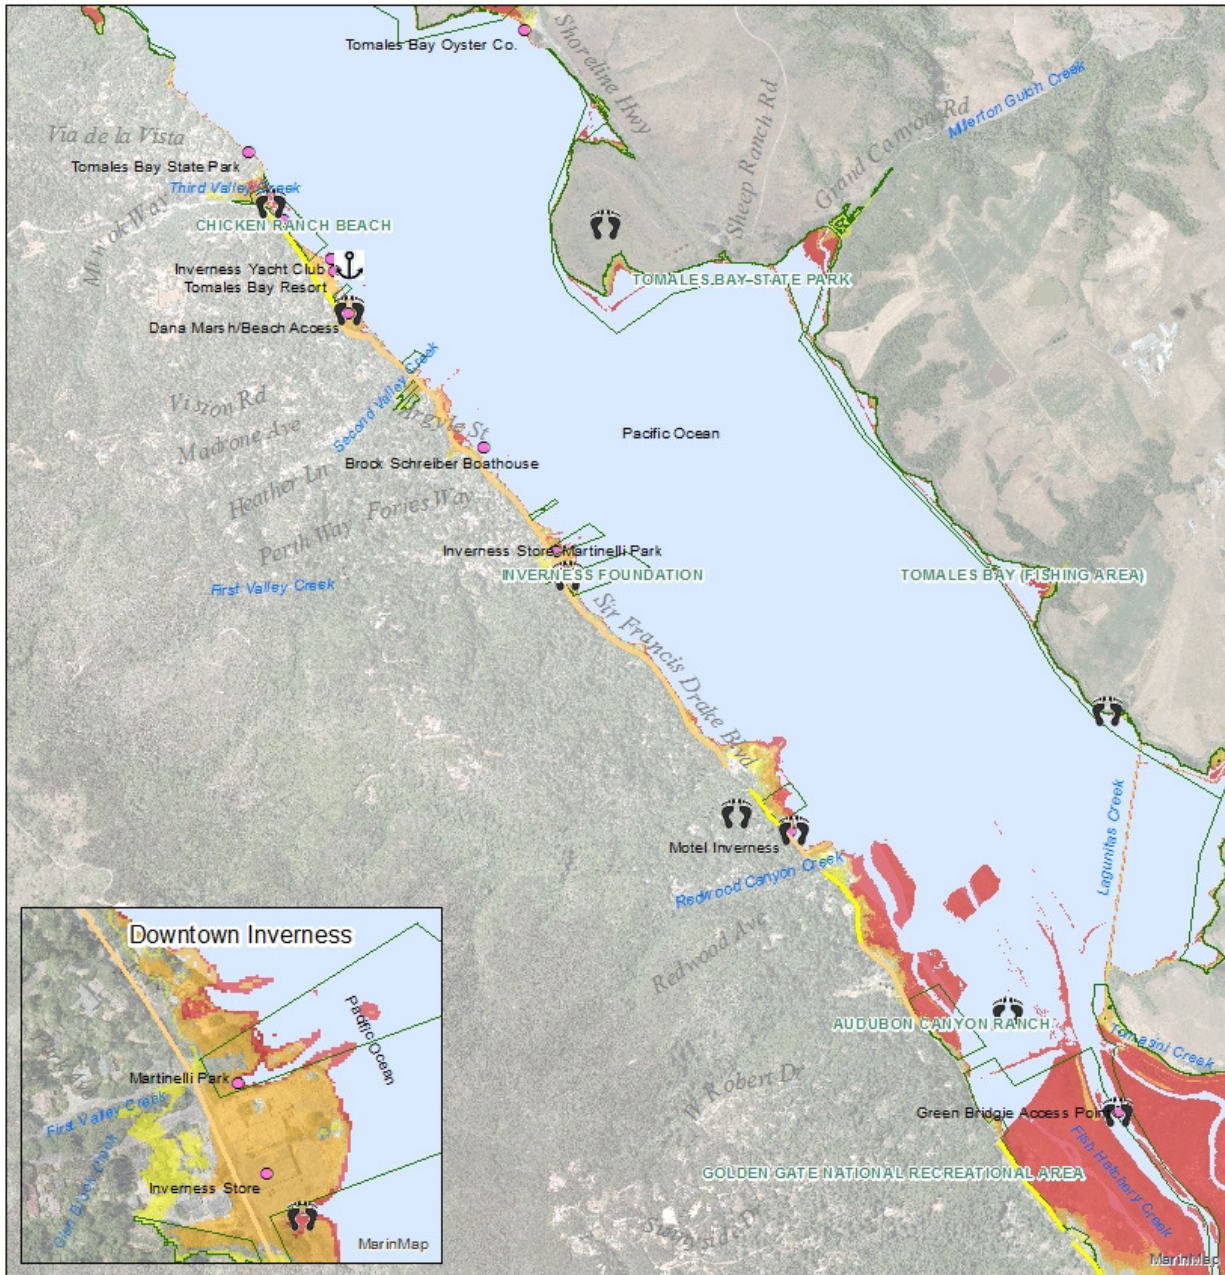 Tomales Bay Oyster Co.
Shoreline Hwy
Sheep Ranch Rd
Grand Canyon Rd
Millerton Gulch Creek
Via de la Vista
Tomales Bay State Park
Third Valley Creek
Miwok Way
CHICKEN RANCH BEACH
Inverness Yacht Club
Tomales Bay Resort
TOMALES BAY STATE PARK
Dana Marsh/Beach Access
Second Valley Creek
Vision Rd
Argyle St
Madrone Ave
Pacific Ocean
Brock Schreiber Boathouse
Heather Ln
Forres Way
Perth Way
Inverness Store
Martinelli Park
First Valley Creek
INVERNESS FOUNDATION
TOMALES BAY (FISHING AREA)
Sir Francis Drake Blvd
Lagunitas Creek
Motel Inverness
Redwood Canyon Creek
Redwood Ave
AUDUBON CANYON RANCH
Tomasini Creek
W Robert Dr
Green Bridgie Access Point
Fish Hatchery Creek
GOLDEN GATE NATIONAL RECREATIONAL AREA
Sunnyside Dr
MarinMap
Downtown Inverness
Pacific Ocean
Martinelli Park
First Valley Creek
Inverness Store
MarinMap